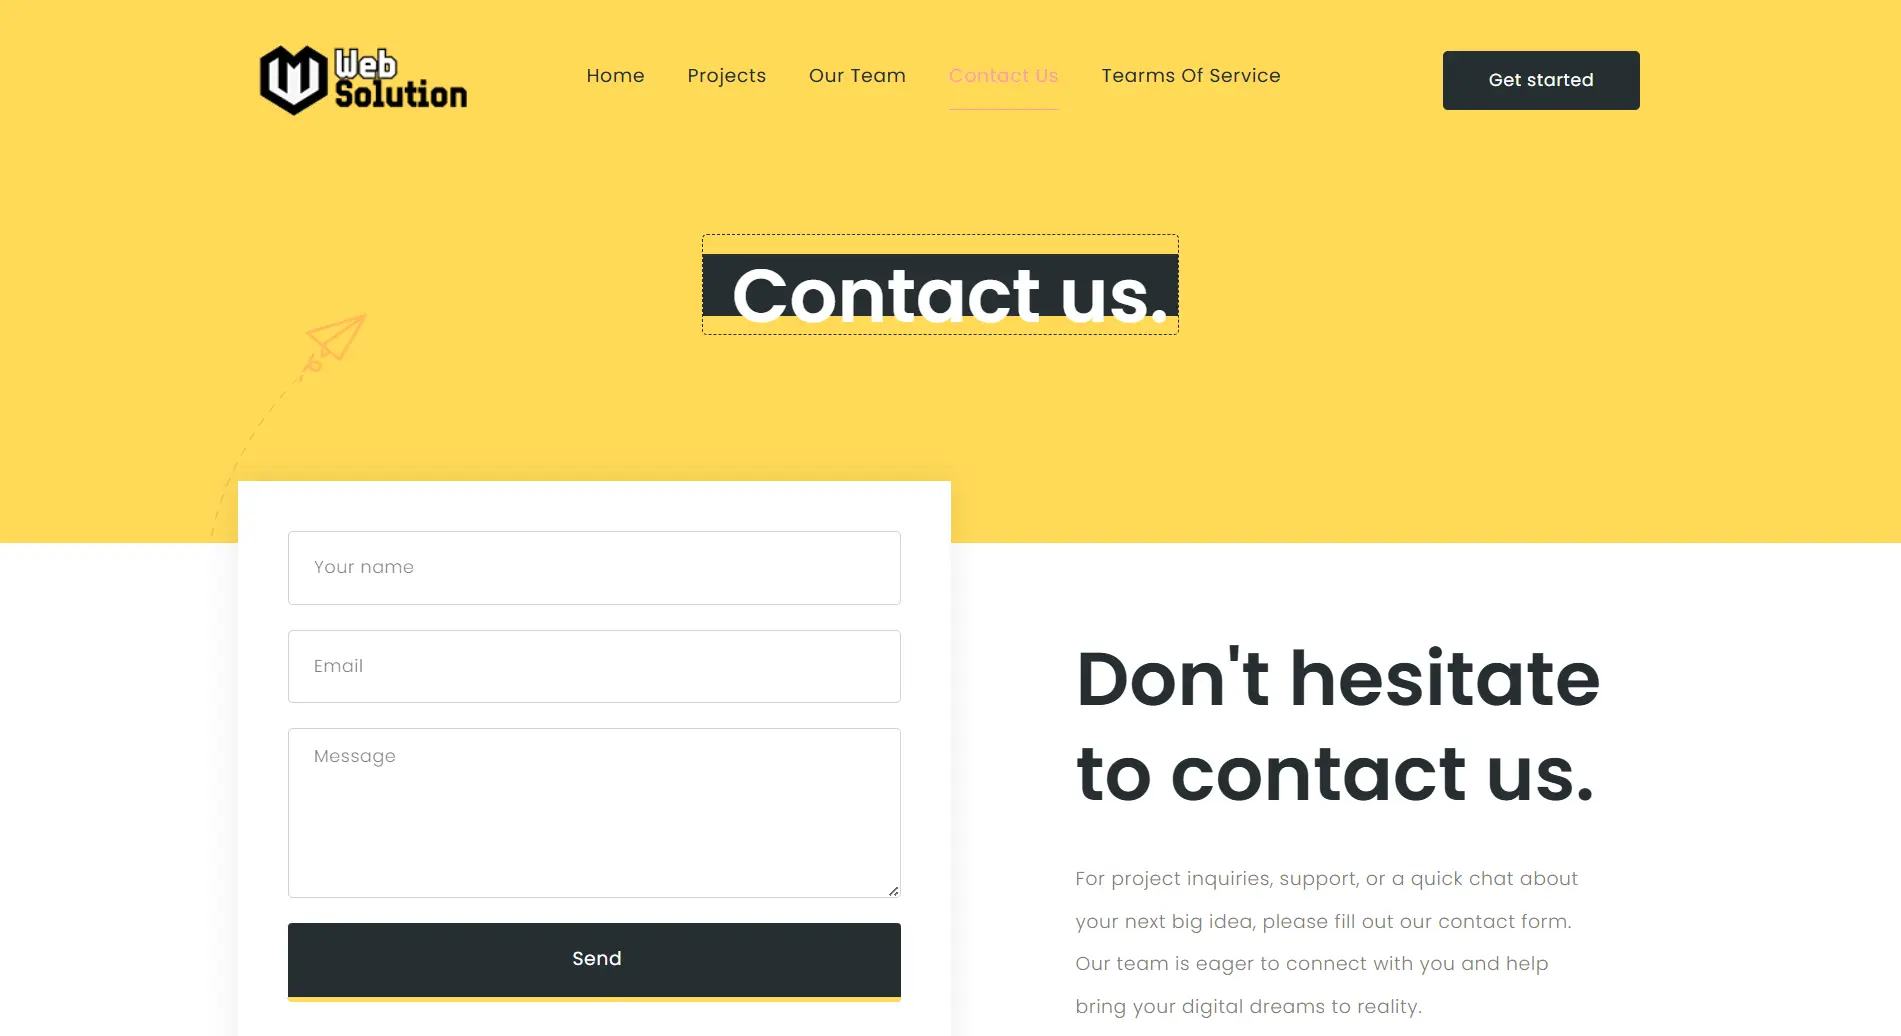 Web
Solution
Home
Projects
Our Team
Contact Us
Tearms Of Service
Get started
Contact us.
Your name
Email
Message
Send
Don't hesitate
to contact us.
For project inquiries, support, or a quick chat about
your next big idea, please fill out our contact form.
Our team is eager to connect with you and help
bring your digital dreams to reality.